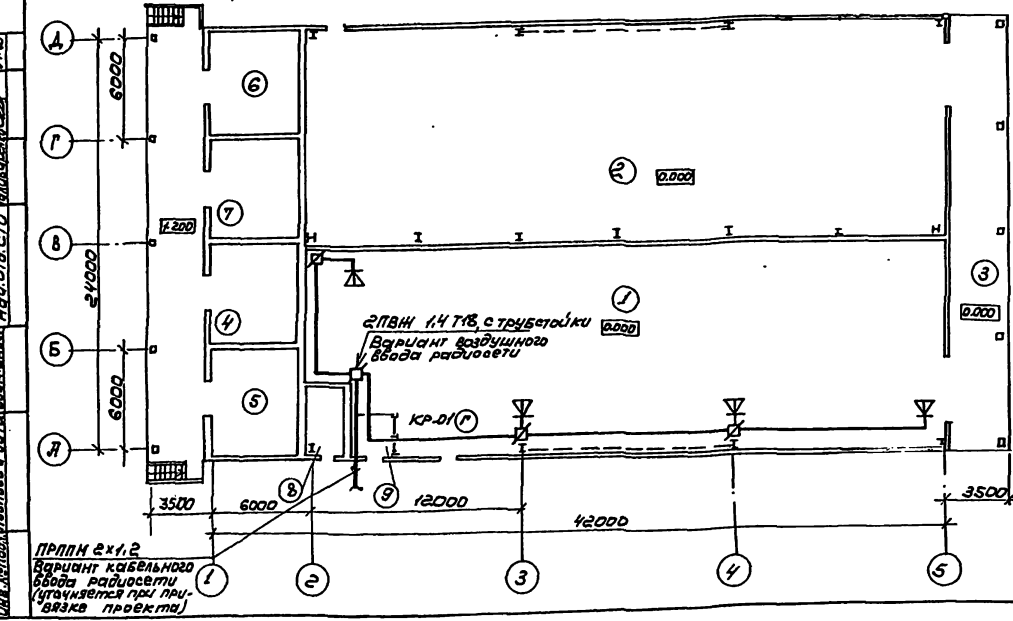 Д
6000
6
Г
2
0.000
7
1.200
В
24000
3
1
0.000
0.000
2ПВЖ 1.4 Т18, с трубстойки
Вариант воздушного
ввода радиосети
4
Б
5
6000
КР-01 Г
А
8
9
3500
6000
12000
3500
42000
ПРППМ 2×1,2
Вариант кабельного
ввода радиосети
(уточняется при при-
вязке проекта)
1
2
3
4
5